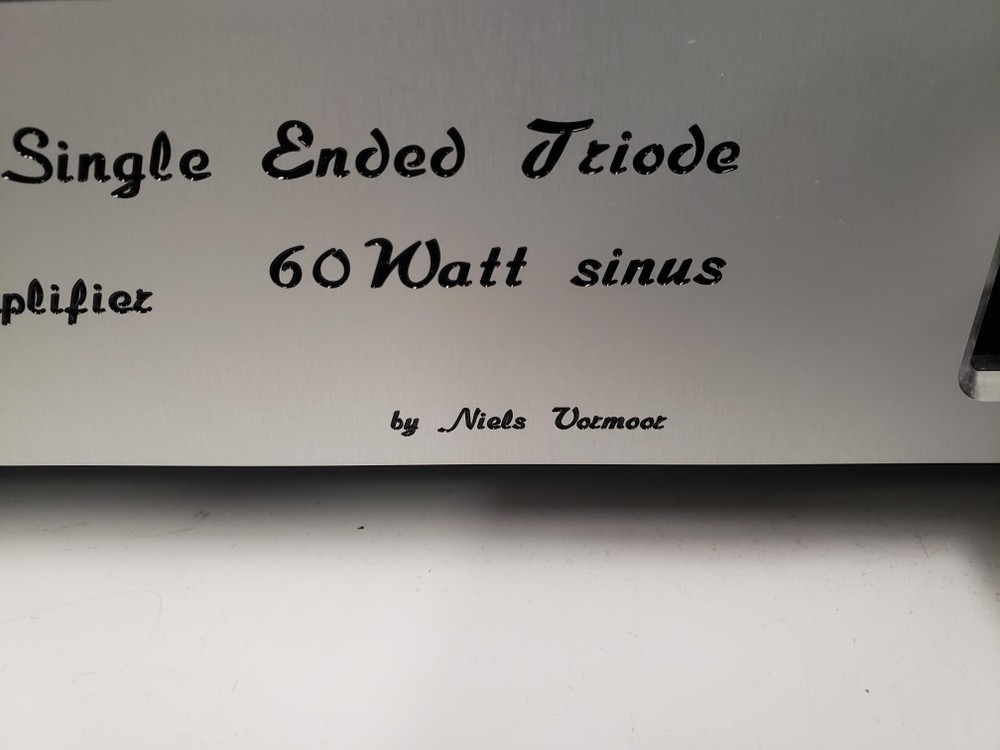 Single Ended Triode
plifier 60 Watt sinus
by Niels Vormoor